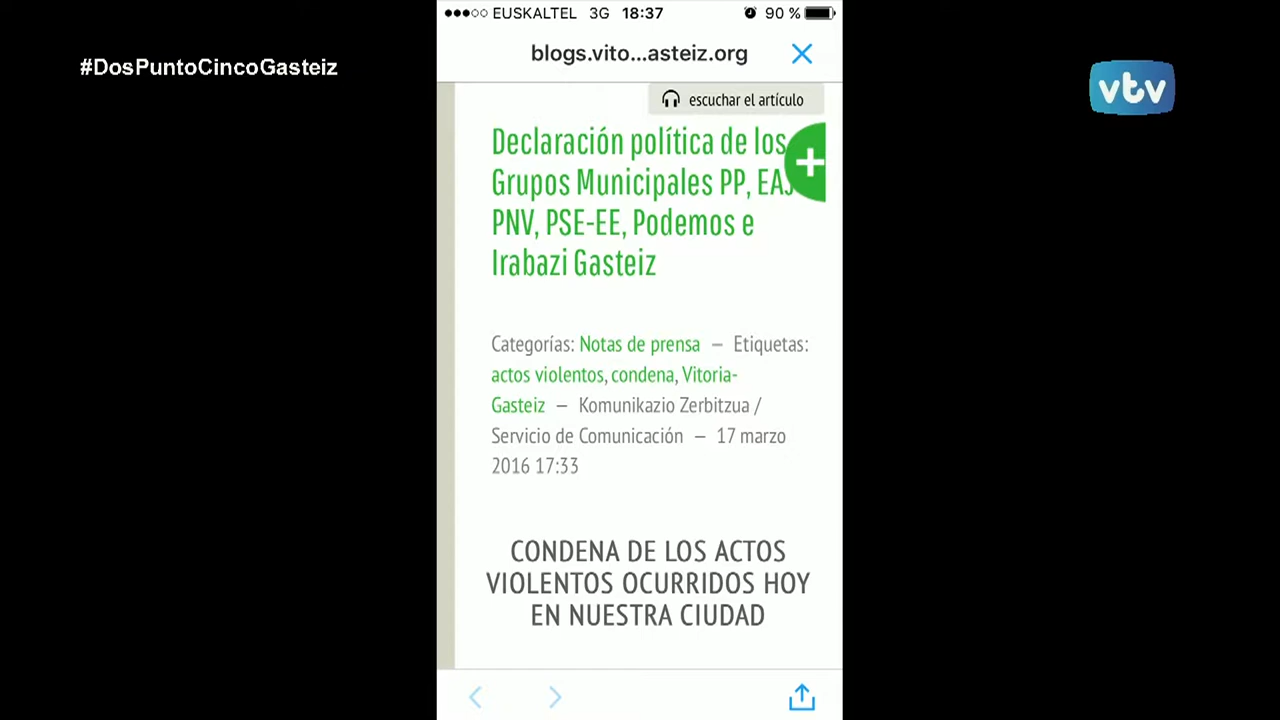 EUSKALTEL 3G 18:37 90 %
#DosPuntoCincoGasteiz
blogs.vito...asteiz.org
vtv
escuchar el artículo
Declaración política de los
Grupos Municipales PP, EAJ
PNV, PSE-EE, Podemos e
Irabazi Gasteiz
Categorías: Notas de prensa — Etiquetas:
actos violentos, condena, Vitoria-
Gasteiz — Komunikazio Zerbitzua /
Servicio de Comunicación — 17 marzo
2016 17:33
CONDENA DE LOS ACTOS
VIOLENTOS OCURRIDOS HOY
EN NUESTRA CIUDAD